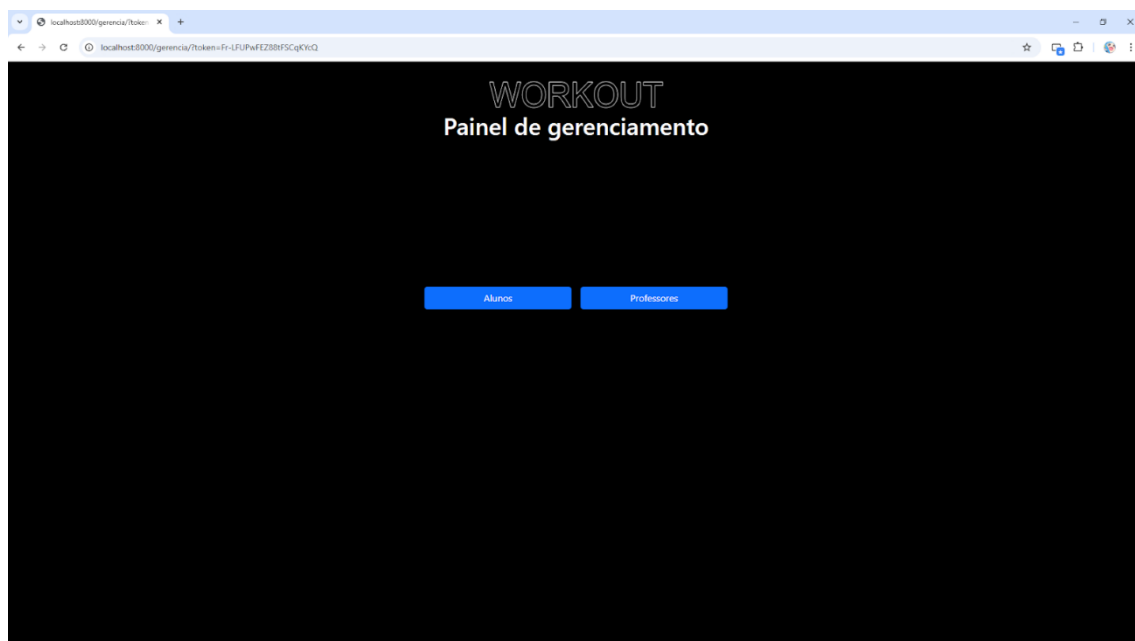 localhost:8000/gerencia/?token=
localhost:8000/gerencia/?token=Fr-LFUPwFEZ88tFSCqKYcQ
WORKOUT
Painel de gerenciamento
Alunos Professores